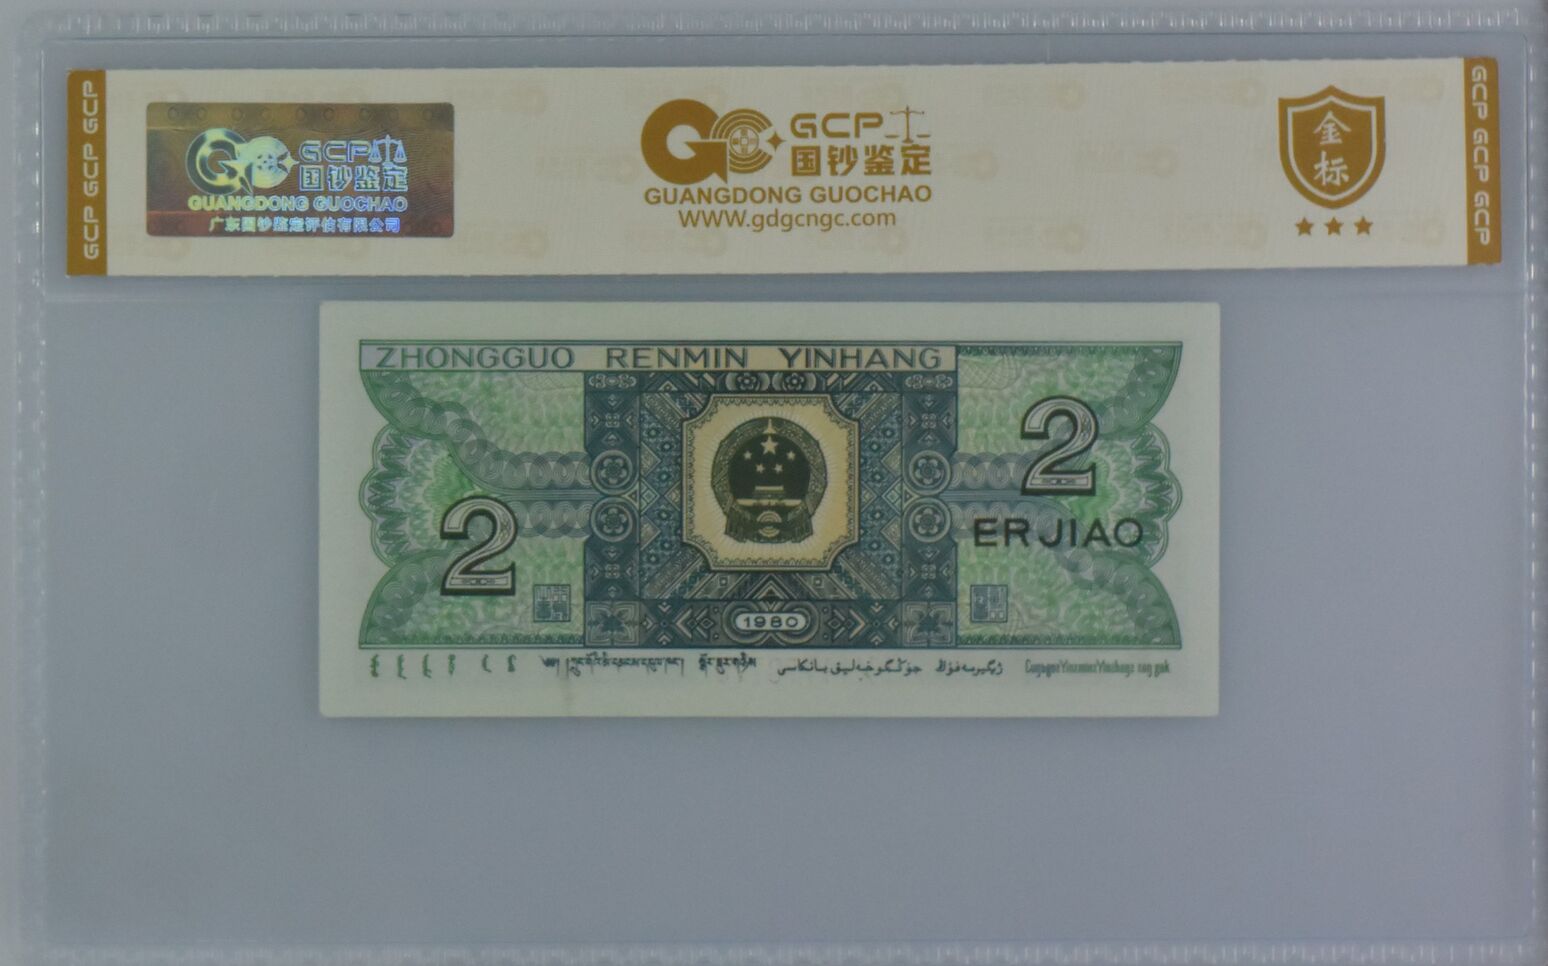 GCP GCP GCP
GCP
国钞鉴定
GUANGDONG GUOCHAO
广东国钞鉴定评估有限公司
GCP
国钞鉴定
GUANGDONG GUOCHAO
WWW.gdgcngc.com
金标
GCP GCP GCP
ZHONGGUO RENMIN YINHANG
2
2
ERJIAO
1980